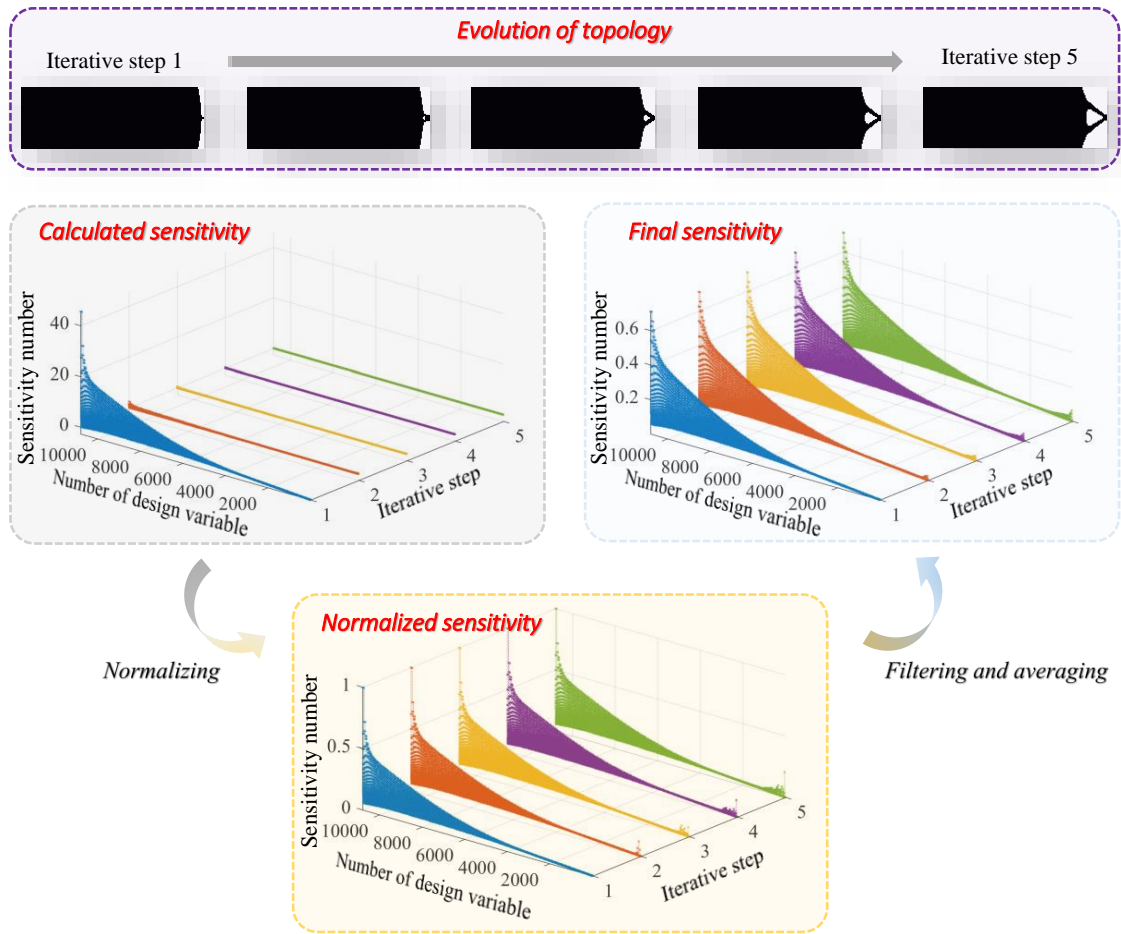 Evolution of topology
Iterative step 1
Iterative step 5
Calculated sensitivity
Sensitivity number
40
20
0
10000
8000
6000
4000
2000
Number of design variable
1
2
3
4
5
Iterative step
Final sensitivity
Sensitivity number
0.6
0.4
0.2
10000
8000
6000
4000
2000
Number of design variable
1
2
3
4
5
Iterative step
Normalizing
Normalized sensitivity
Sensitivity number
1
0.5
0
10000
8000
6000
4000
2000
Number of design variable
1
2
3
4
5
Iterative step
Filtering and averaging